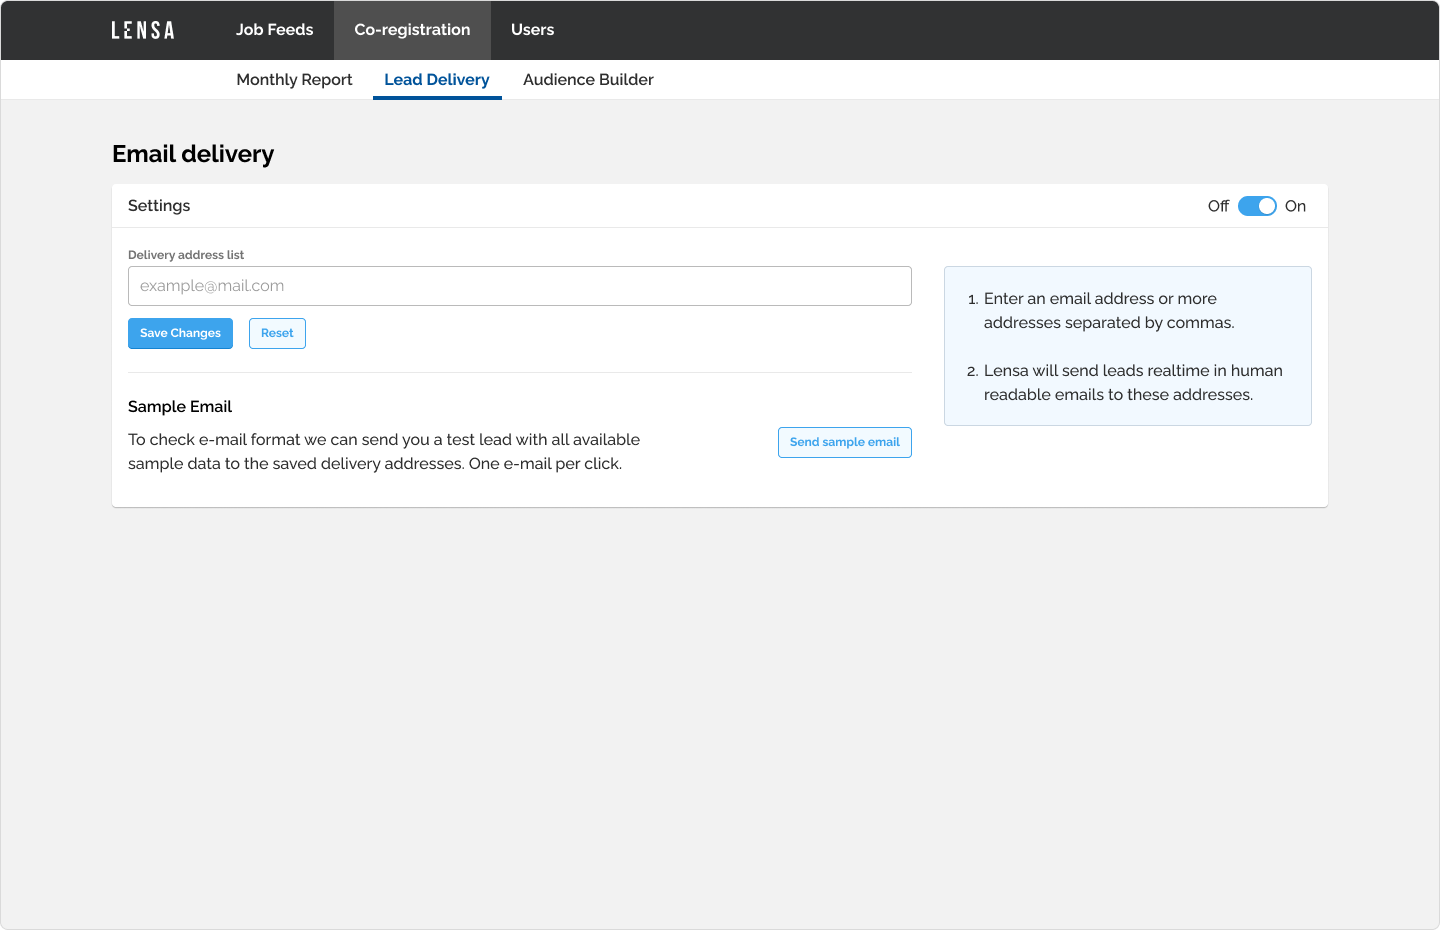 LENSA
Job Feeds
Co-registration
Users
Monthly Report
Lead Delivery
Audience Builder
Email delivery
Settings
Off
On
Delivery address list
example@mail.com
Save Changes
Reset
1. Enter an email address or more
addresses separated by commas.
2. Lensa will send leads realtime in human
readable emails to these addresses.
Sample Email
To check e-mail format we can send you a test lead with all available
sample data to the saved delivery addresses. One e-mail per click.
Send sample email